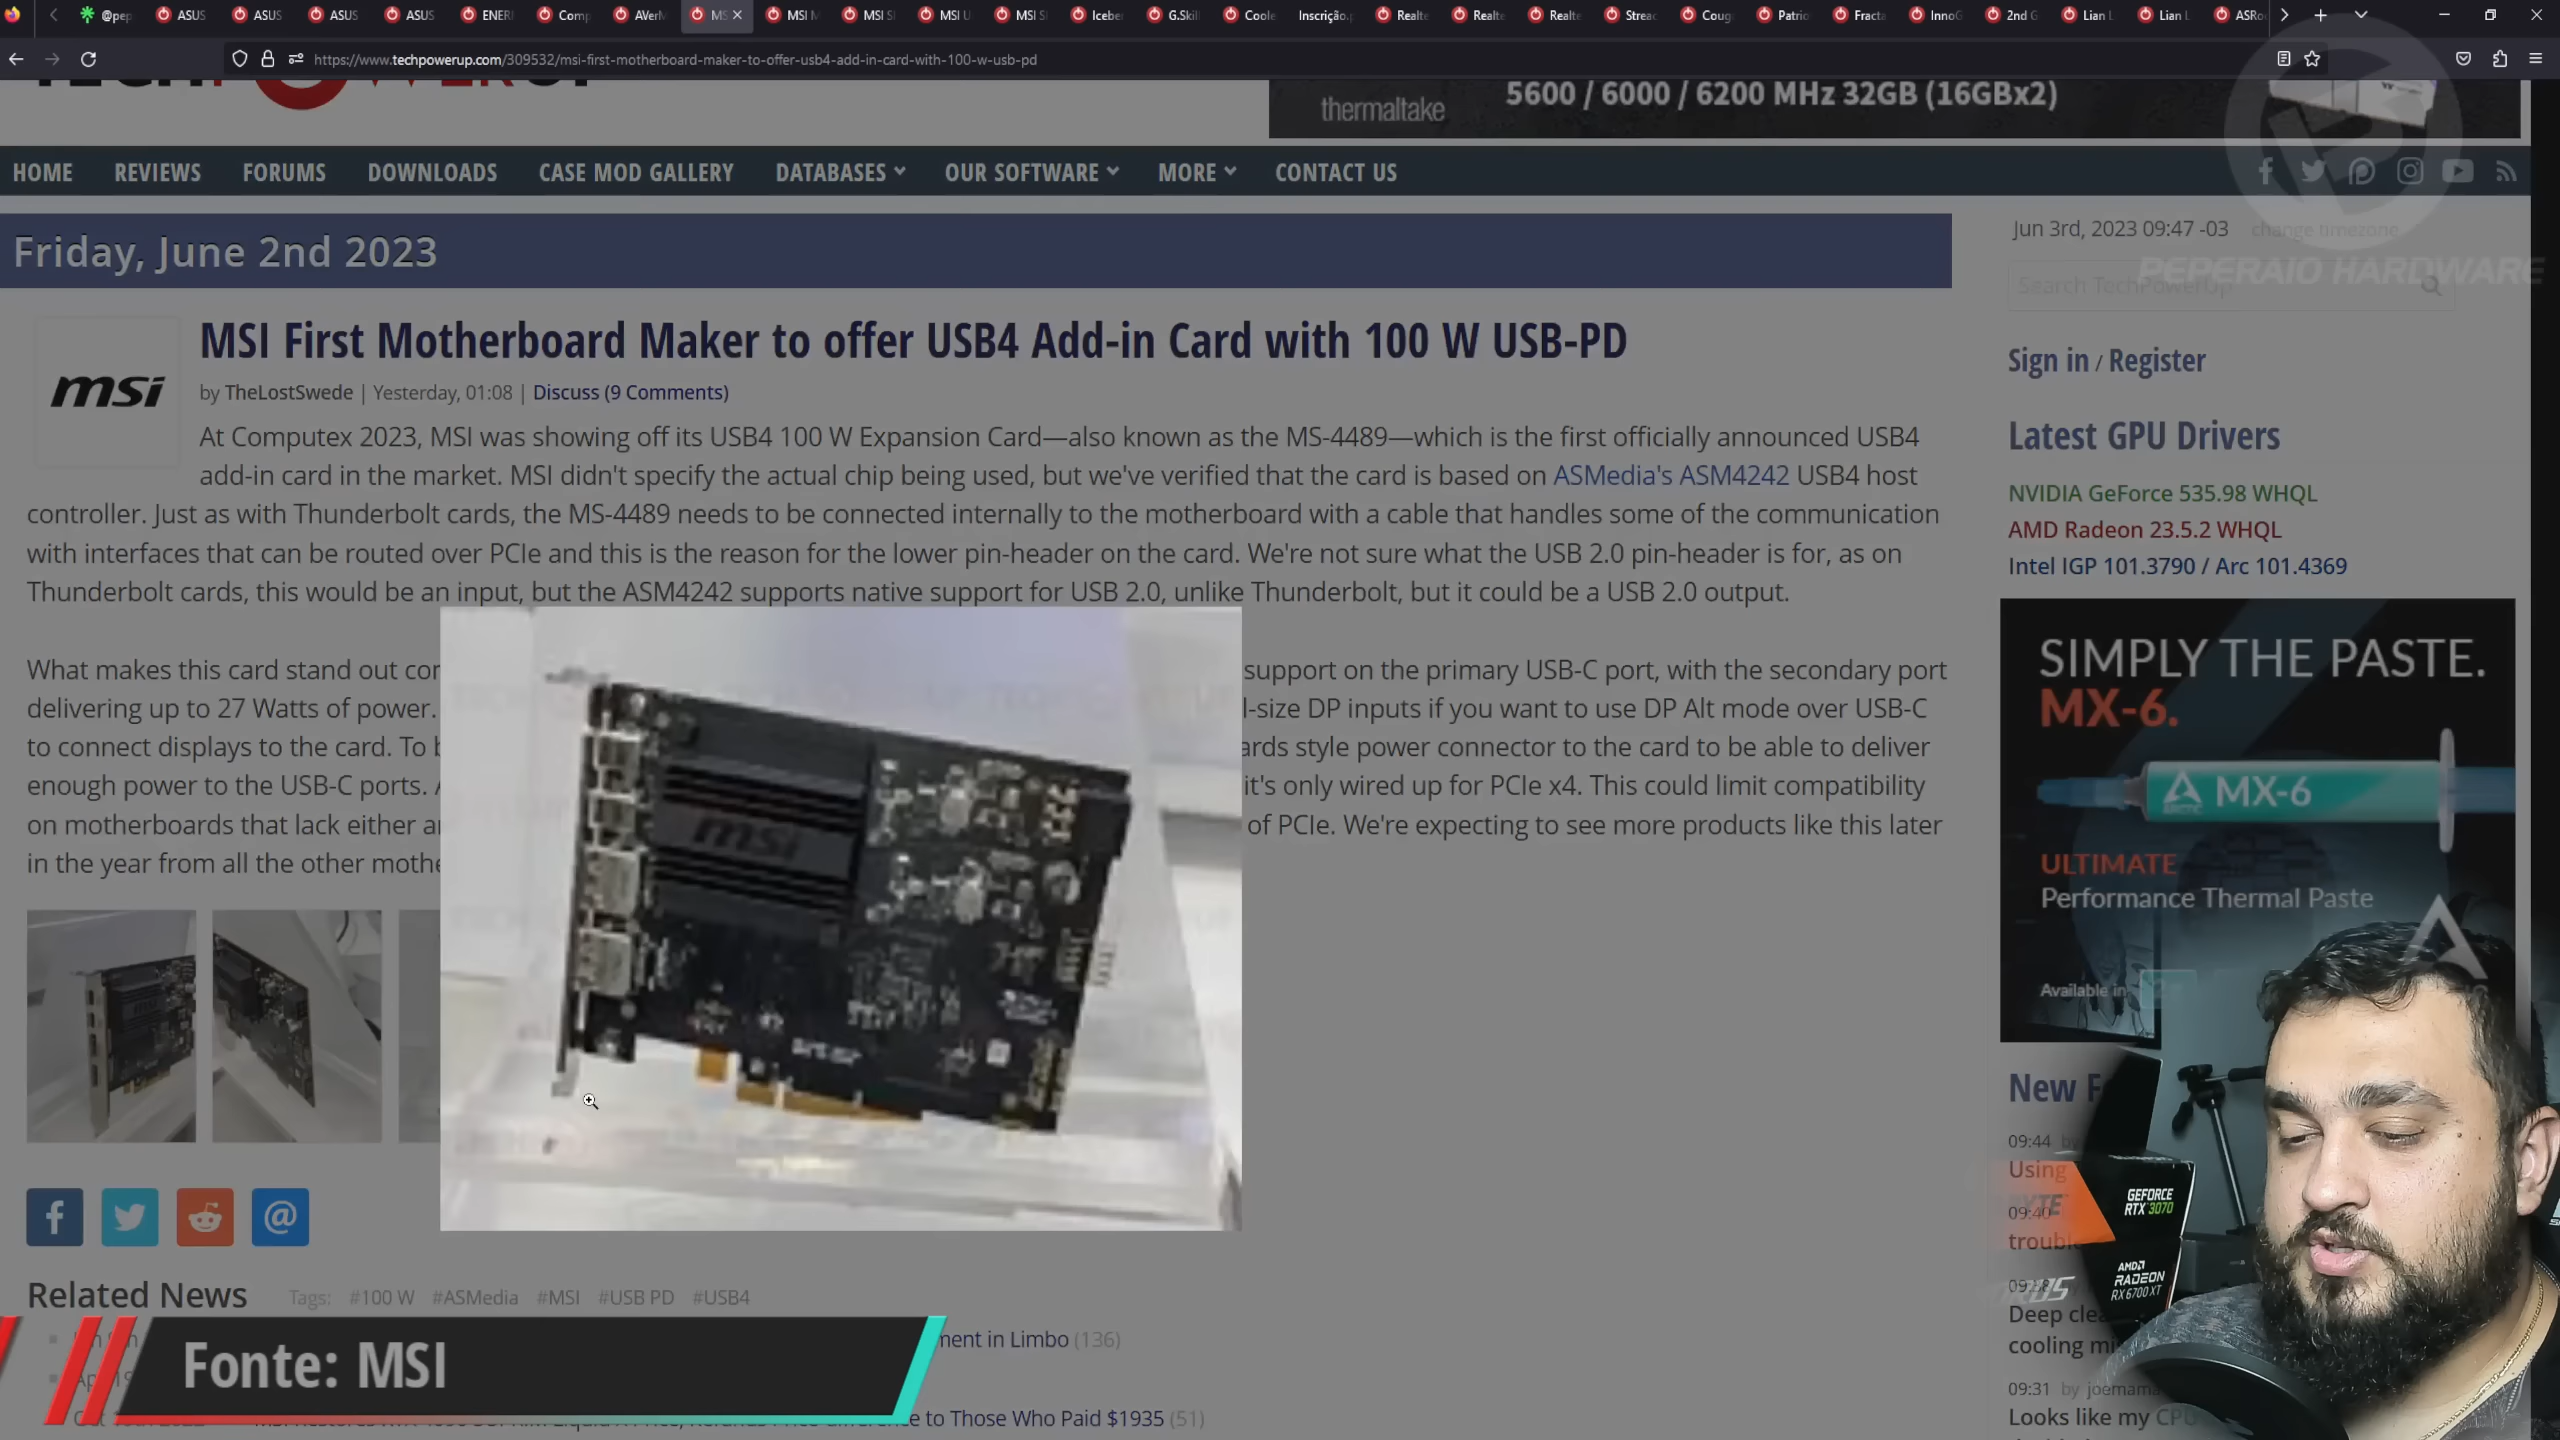 @pep
ASUS
ASUS
ASUS
ASUS
ENERI
Comp
AVerM
MS
MSI M
MSI S
MSI U
MSI S
Iceber
G.Skil
Coole
Inscrição.p
Realte
Realte
Realte
Strea
Coug
Patrio
Fracta
InnoG
2nd G
Lian L
Lian L
ASRo
https://www.techpowerup.com/309532/msi-first-motherboard-maker-to-offer-usb4-add-in-card-with-100-w-usb-pd
thermaltake
5600 / 6000 / 6200 MHz 32GB (16GBx2)
HOME REVIEWS FORUMS DOWNLOADS CASE MOD GALLERY DATABASES OUR SOFTWARE MORE CONTACT US
Friday, June 2nd 2023
Jun 3rd, 2023 09:47 -03 change timezone
PEPERAIO HARDWARE
Search TechPowerUp
msi
MSI First Motherboard Maker to offer USB4 Add-in Card with 100 W USB-PD
by TheLostSwede | Yesterday, 01:08 | Discuss (9 Comments)
At Computex 2023, MSI was showing off its USB4 100 W Expansion Card—also known as the MS-4489—which is the first officially announced USB4
add-in card in the market. MSI didn't specify the actual chip being used, but we've verified that the card is based on ASMedia's ASM4242 USB4 host
controller. Just as with Thunderbolt cards, the MS-4489 needs to be connected internally to the motherboard with a cable that handles some of the communication
with interfaces that can be routed over PCIe and this is the reason for the lower pin-header on the card. We're not sure what the USB 2.0 pin-header is for, as on
Thunderbolt cards, this would be an input, but the ASM4242 supports native support for USB 2.0, unlike Thunderbolt, but it could be a USB 2.0 output.
What makes this card stand out co support on the primary USB-C port, with the secondary port
delivering up to 27 Watts of power. l-size DP inputs if you want to use DP Alt mode over USB-C
to connect displays to the card. To b ards style power connector to the card to be able to deliver
enough power to the USB-C ports. it's only wired up for PCIe x4. This could limit compatibility
on motherboards that lack either a of PCIe. We're expecting to see more products like this later
in the year from all the other mothe
msi
Sign in / Register
Latest GPU Drivers
NVIDIA GeForce 535.98 WHQL
AMD Radeon 23.5.2 WHQL
Intel IGP 101.3790 / Arc 101.4369
SIMPLY THE PASTE.
MX-6.
ARCTIC
MX-6
ULTIMATE
Performance Thermal Paste
Available in
New F
09:44 by
Using
09:40
troubl
Deep clea
cooling mi
09:31 by joemama
Looks like my CPU
GEFORCE
RTX 3070
AMD
RADEON
RX 6700 XT
Related News
Tags: #100 W #ASMedia #MSI #USB PD #USB4
ment in Limbo (136)
to Those Who Paid $1935 (51)
Fonte: MSI